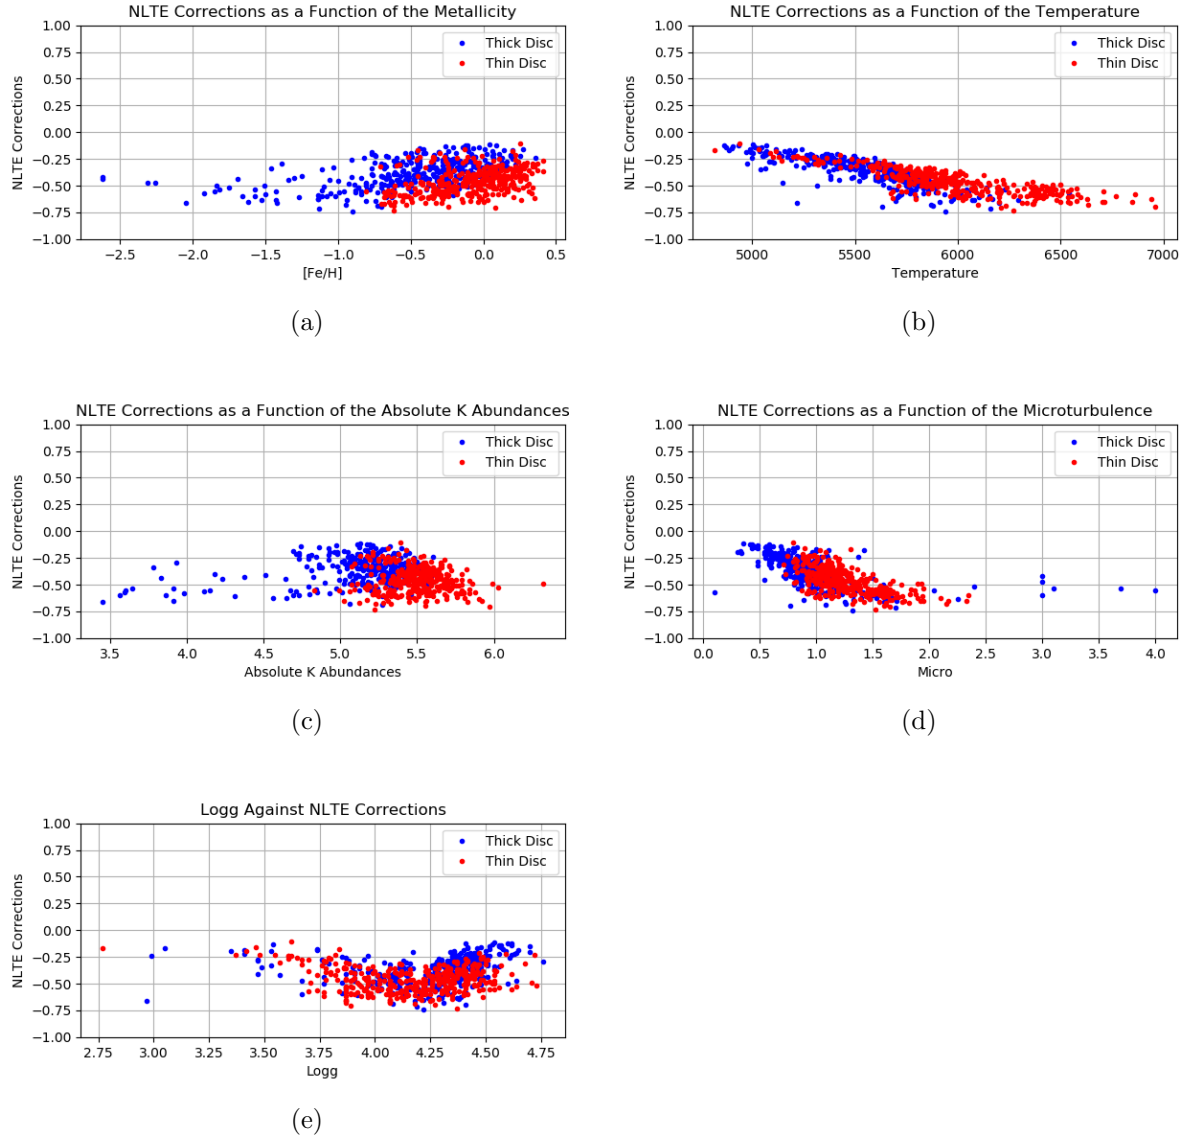 NLTE Corrections as a Function of the Metallicity
NLTE Corrections
1.00
0.75
0.50
0.25
0.00
−0.25
−0.50
−0.75
−1.00
Thick Disc
Thin Disc
−2.5 −2.0 −1.5 −1.0 −0.5 0.0 0.5
[Fe/H]
(a)
NLTE Corrections as a Function of the Temperature
NLTE Corrections
1.00
0.75
0.50
0.25
0.00
−0.25
−0.50
−0.75
−1.00
Thick Disc
Thin Disc
5000 5500 6000 6500 7000
Temperature
(b)
NLTE Corrections as a Function of the Absolute K Abundances
NLTE Corrections
1.00
0.75
0.50
0.25
0.00
−0.25
−0.50
−0.75
−1.00
Thick Disc
Thin Disc
3.5 4.0 4.5 5.0 5.5 6.0
Absolute K Abundances
(c)
NLTE Corrections as a Function of the Microturbulence
NLTE Corrections
1.00
0.75
0.50
0.25
0.00
−0.25
−0.50
−0.75
−1.00
Thick Disc
Thin Disc
0.0 0.5 1.0 1.5 2.0 2.5 3.0 3.5 4.0
Micro
(d)
Logg Against NLTE Corrections
NLTE Corrections
1.00
0.75
0.50
0.25
0.00
−0.25
−0.50
−0.75
−1.00
Thick Disc
Thin Disc
2.75 3.00 3.25 3.50 3.75 4.00 4.25 4.50 4.75
Logg
(e)